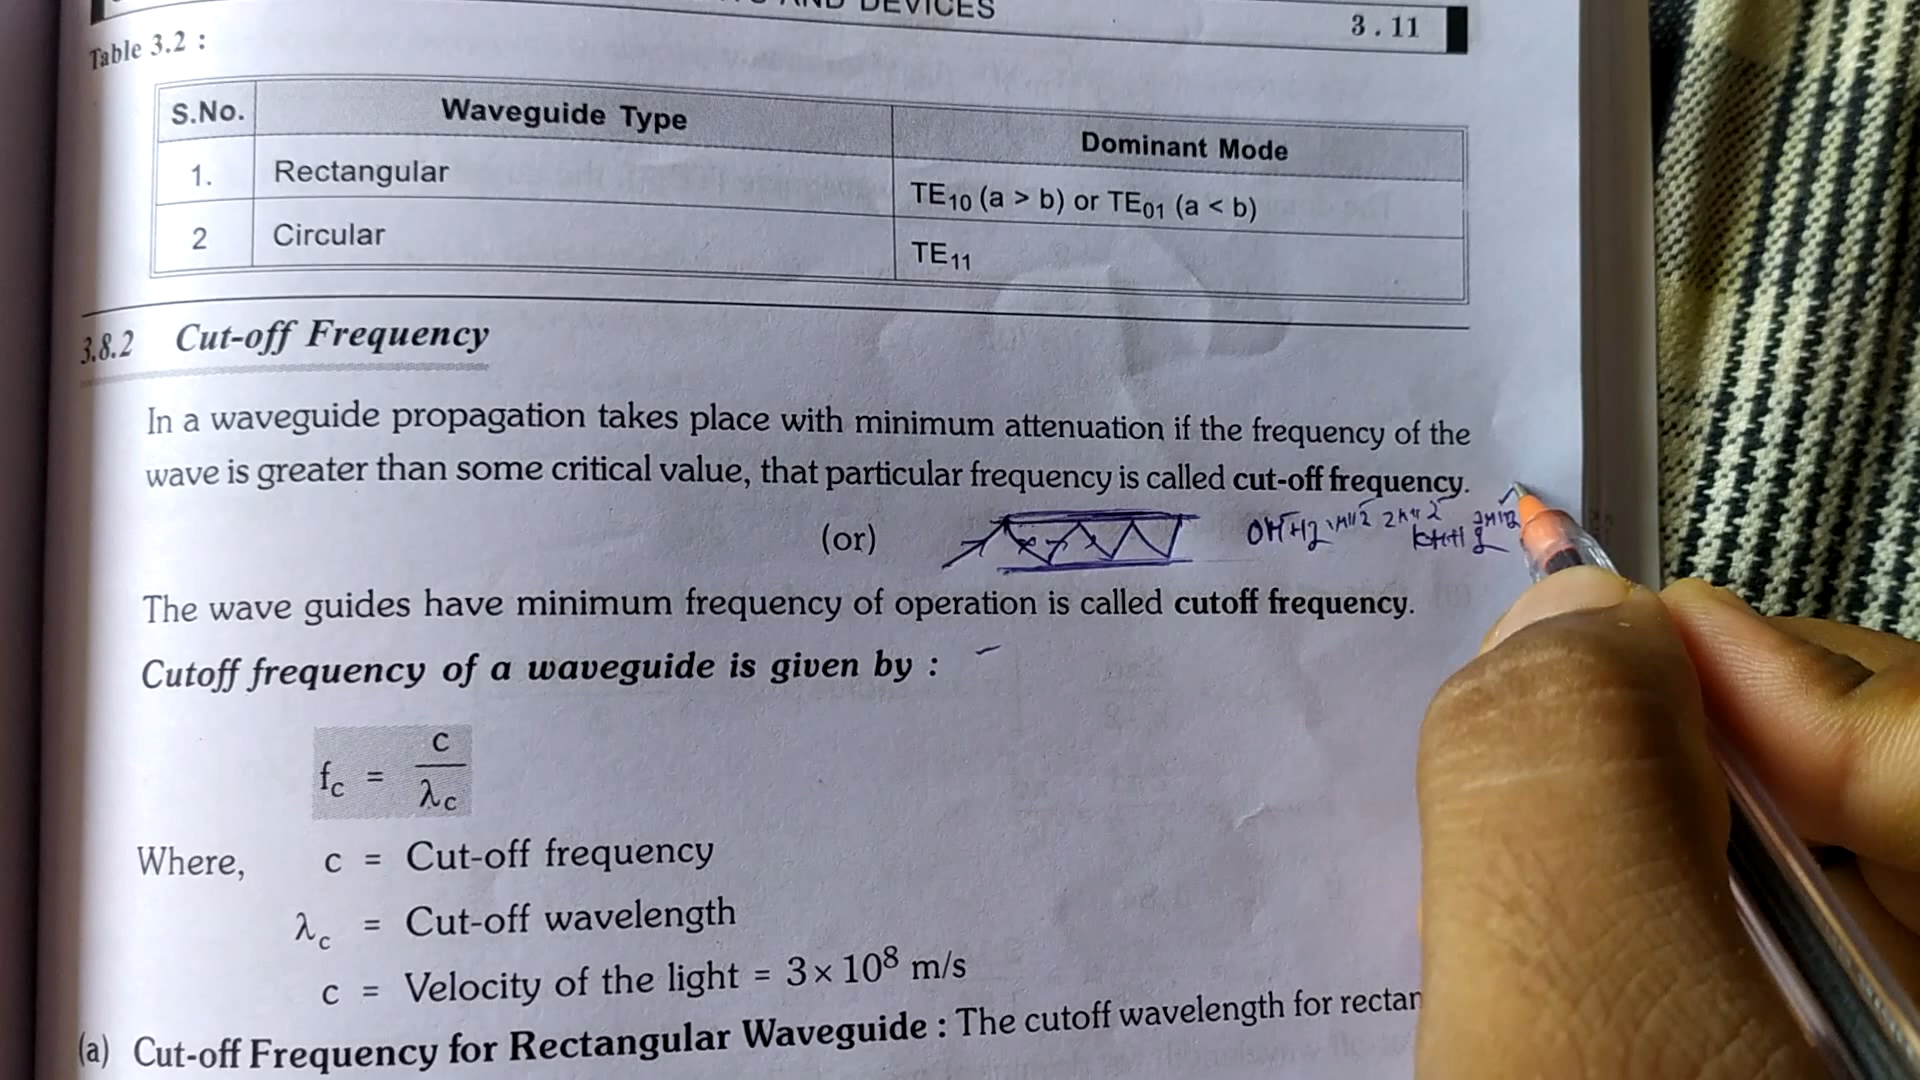 AND DEVICES
3 . 11
Table 3.2 :
S.No. Waveguide Type Dominant Mode
1. Rectangular TE10 (a > b) or TE01 (a < b)
2 Circular TE11
3.8.2 Cut-off Frequency
In a waveguide propagation takes place with minimum attenuation if the frequency of the
wave is greater than some critical value, that particular frequency is called cut-off frequency.
(or)
The wave guides have minimum frequency of operation is called cutoff frequency.
Cutoff frequency of a waveguide is given by :
fc = c / λc
Where, c = Cut-off frequency
λc = Cut-off wavelength
c = Velocity of the light = 3 × 10⁸ m/s
(a) Cut-off Frequency for Rectangular Waveguide : The cutoff wavelength for